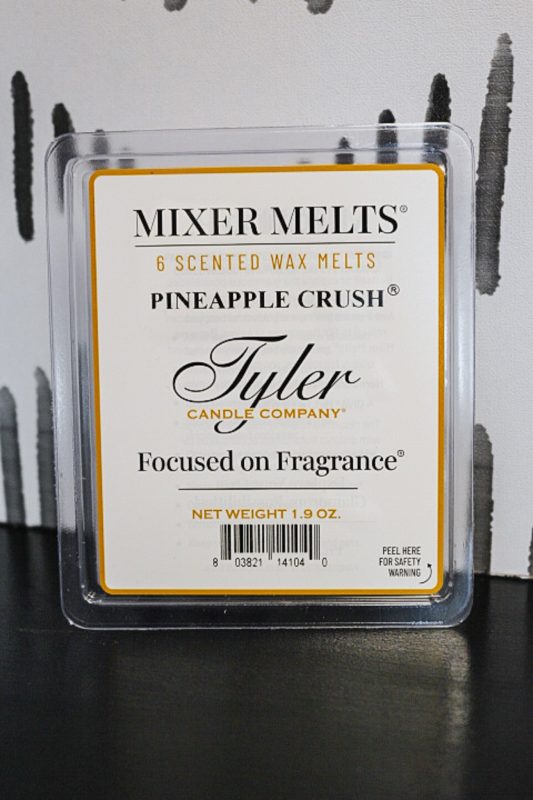 MIXER MELTS®
6 SCENTED WAX MELTS
PINEAPPLE CRUSH®
Tyler
CANDLE COMPANY®
Focused on Fragrance®
NET WEIGHT 1.9 OZ.
8 03821 14104 0
PEEL HERE
FOR SAFETY
WARNING